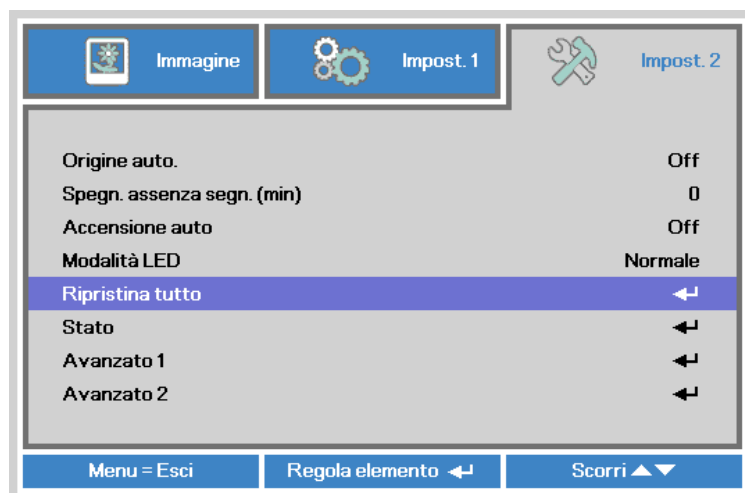 Immagine Impost. 1 Impost. 2
Origine auto. Off
Spegn. assenza segn. (min) 0
Accensione auto Off
Modalità LED Normale
Ripristina tutto
Stato
Avanzato 1
Avanzato 2
Menu = Esci Regola elemento Scorri